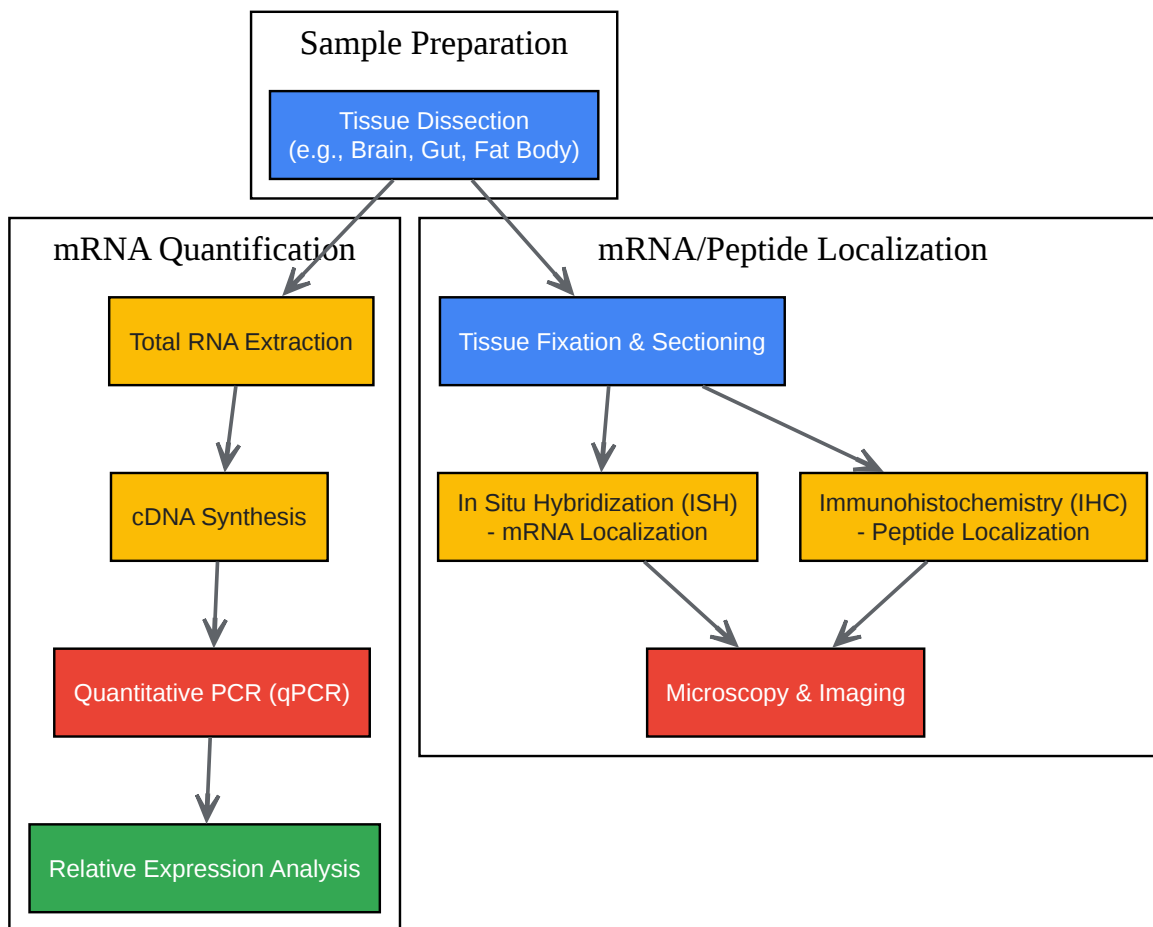 Sample Preparation
Tissue Dissection
(e.g., Brain, Gut, Fat Body)
mRNA Quantification
Total RNA Extraction
cDNA Synthesis
Quantitative PCR (qPCR)
Relative Expression Analysis
mRNA/Peptide Localization
Tissue Fixation & Sectioning
In Situ Hybridization (ISH)
- mRNA Localization
Immunohistochemistry (IHC)
- Peptide Localization
Microscopy & Imaging